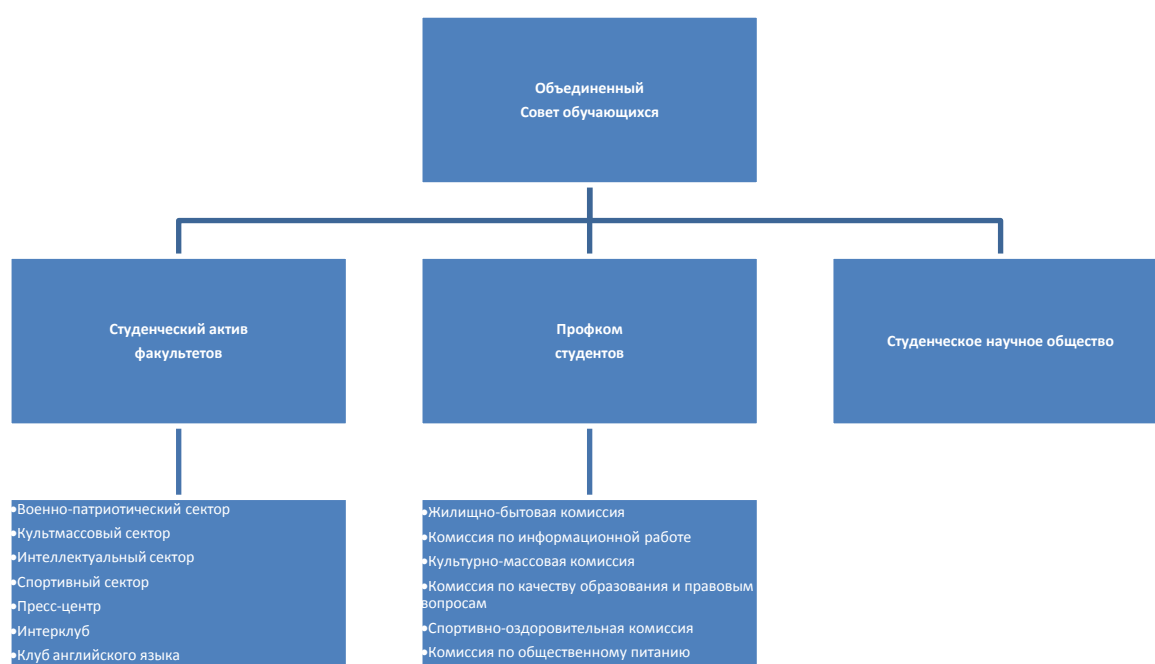 Объединенный
Совет обучающихся
Студенческий актив
факультетов
Профком
студентов
Студенческое научное общество
•Военно-патриотический сектор
•Культмассовый сектор
•Интеллектуальный сектор
•Спортивный сектор
•Пресс-центр
•Интерклуб
•Клуб английского языка
•Жилищно-бытовая комиссия
•Комиссия по информационной работе
•Культурно-массовая комиссия
•Комиссия по качеству образования и правовым
вопросам
•Спортивно-оздоровительная комиссия
•Комиссия по общественному питанию